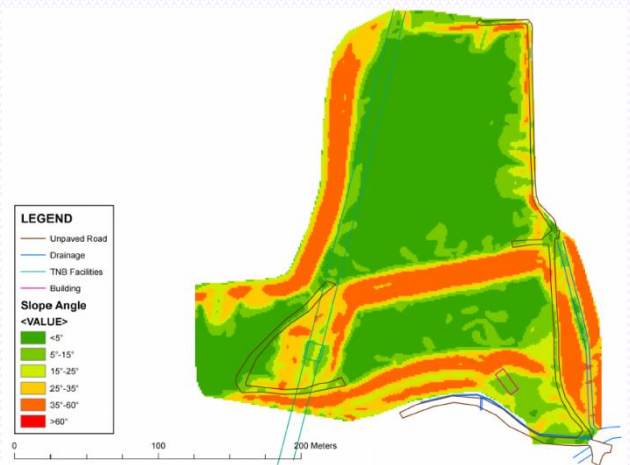 LEGEND
Unpaved Road
Drainage
TNB Facilities
Building
Slope Angle
<VALUE>
<5°
5°-15°
15°-25°
25°-35°
35°-60°
>60°
0 100 200 Meters